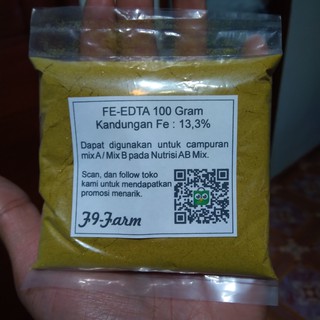 FE-EDTA 100 Gram
Kandungan Fe : 13,3%
Dapat digunakan untuk campuran
mix A / Mix B pada Nutrisi AB Mix.
Scan, dan follow toko
kami untuk mendapatkan
promosi menarik.
F9-Farm